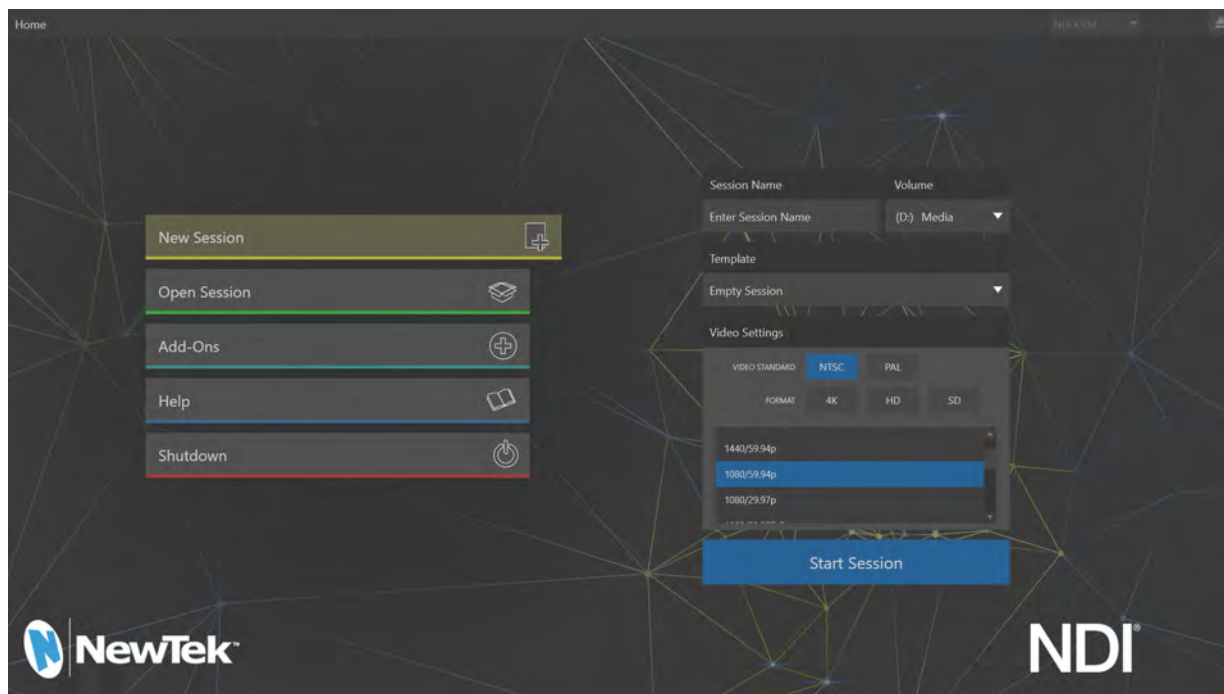 Home
New Session
Open Session
Add-Ons
Help
Shutdown
Session Name Volume
Enter Session Name (D:) Media
Template
Empty Session
Video Settings
VIDEO STANDARD NTSC PAL
FORMAT 4K HD SD
1440/59.94p
1080/59.94p
1080/29.97p
Start Session
NewTek™
NDI®